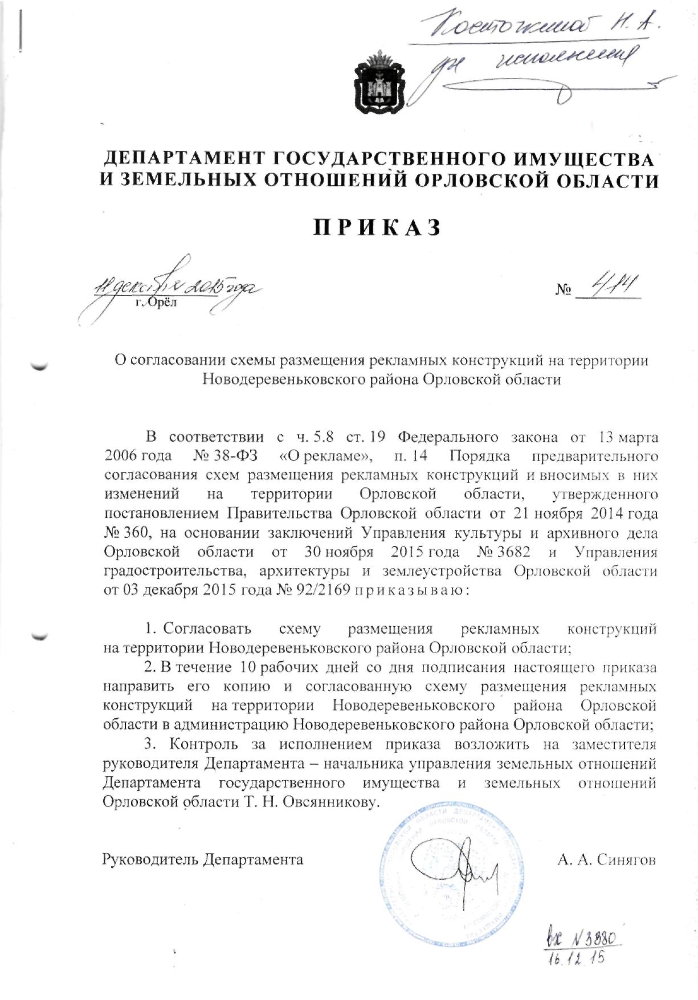 Н. А.
для исполнения
ДЕПАРТАМЕНТ ГОСУДАРСТВЕННОГО ИМУЩЕСТВА
И ЗЕМЕЛЬНЫХ ОТНОШЕНИЙ ОРЛОВСКОЙ ОБЛАСТИ
ПРИКАЗ
11 декабря 2015 года
№ 414
г. Орёл
О согласовании схемы размещения рекламных конструкций на территории
Новодеревеньковского района Орловской области
В соответствии с ч. 5.8 ст. 19 Федерального закона от 13 марта
2006 года № 38-ФЗ «О рекламе», п. 14 Порядка предварительного
согласования схем размещения рекламных конструкций и вносимых в них
изменений на территории Орловской области, утвержденного
постановлением Правительства Орловской области от 21 ноября 2014 года
№ 360, на основании заключений Управления культуры и архивного дела
Орловской области от 30 ноября 2015 года № 3682 и Управления
градостроительства, архитектуры и землеустройства Орловской области
от 03 декабря 2015 года № 92/2169 приказываю:
1. Согласовать схему размещения рекламных конструкций
на территории Новодеревеньковского района Орловской области;
2. В течение 10 рабочих дней со дня подписания настоящего приказа
направить его копию и согласованную схему размещения рекламных
конструкций на территории Новодеревеньковского района Орловской
области в администрацию Новодеревеньковского района Орловской области;
3. Контроль за исполнением приказа возложить на заместителя
руководителя Департамента – начальника управления земельных отношений
Департамента государственного имущества и земельных отношений
Орловской области Т. Н. Овсянникову.
Руководитель Департамента
А. А. Синягов
вх N 3880
16.12.15